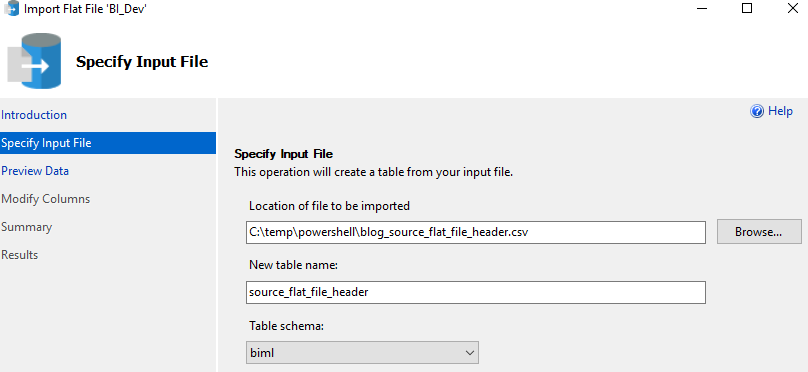 Import Flat File 'BI_Dev'
Specify Input File
Introduction
Specify Input File
Preview Data
Modify Columns
Summary
Results
Help
Specify Input File
This operation will create a table from your input file.
Location of file to be imported
C:\temp\powershell\blog_source_flat_file_header.csv
Browse...
New table name:
source_flat_file_header
Table schema:
biml